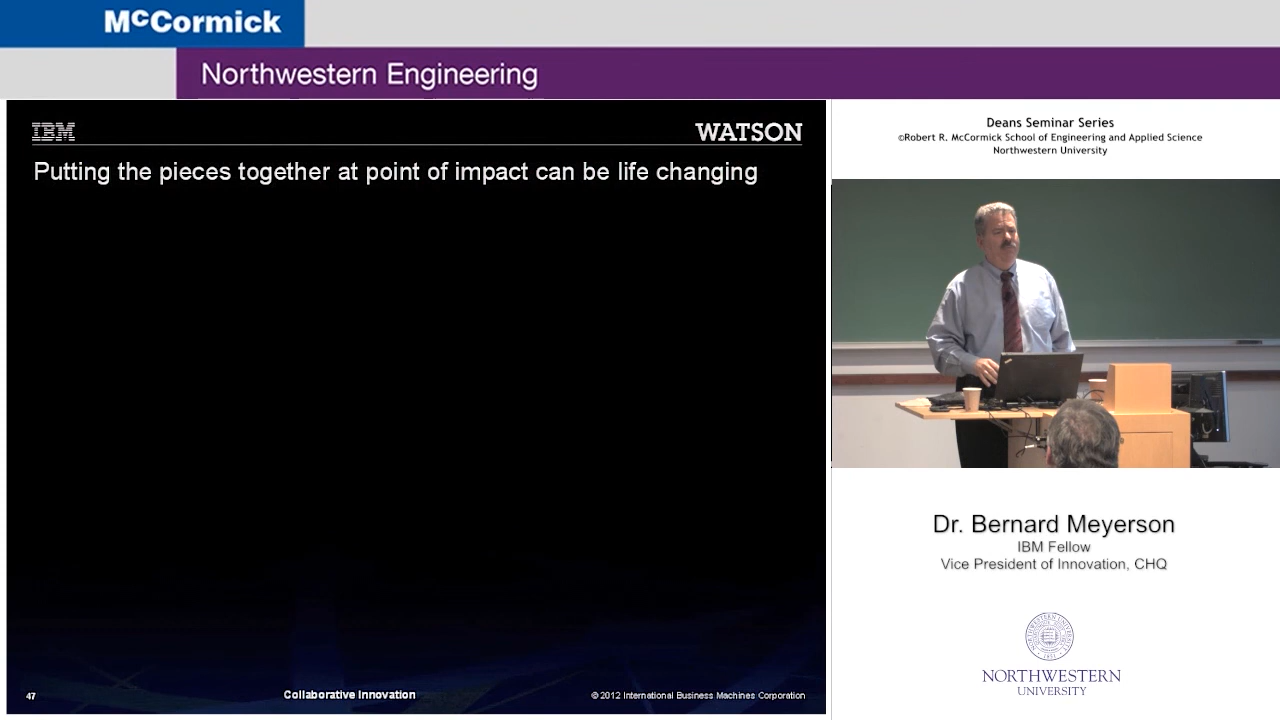 McCormick
Northwestern Engineering
IBM
WATSON
Putting the pieces together at point of impact can be life changing
47
Collaborative Innovation
© 2012 International Business Machines Corporation
Deans Seminar Series
©Robert R. McCormick School of Engineering and Applied Science
Northwestern University
Dr. Bernard Meyerson
IBM Fellow
Vice President of Innovation, CHQ
NORTHWESTERN
UNIVERSITY